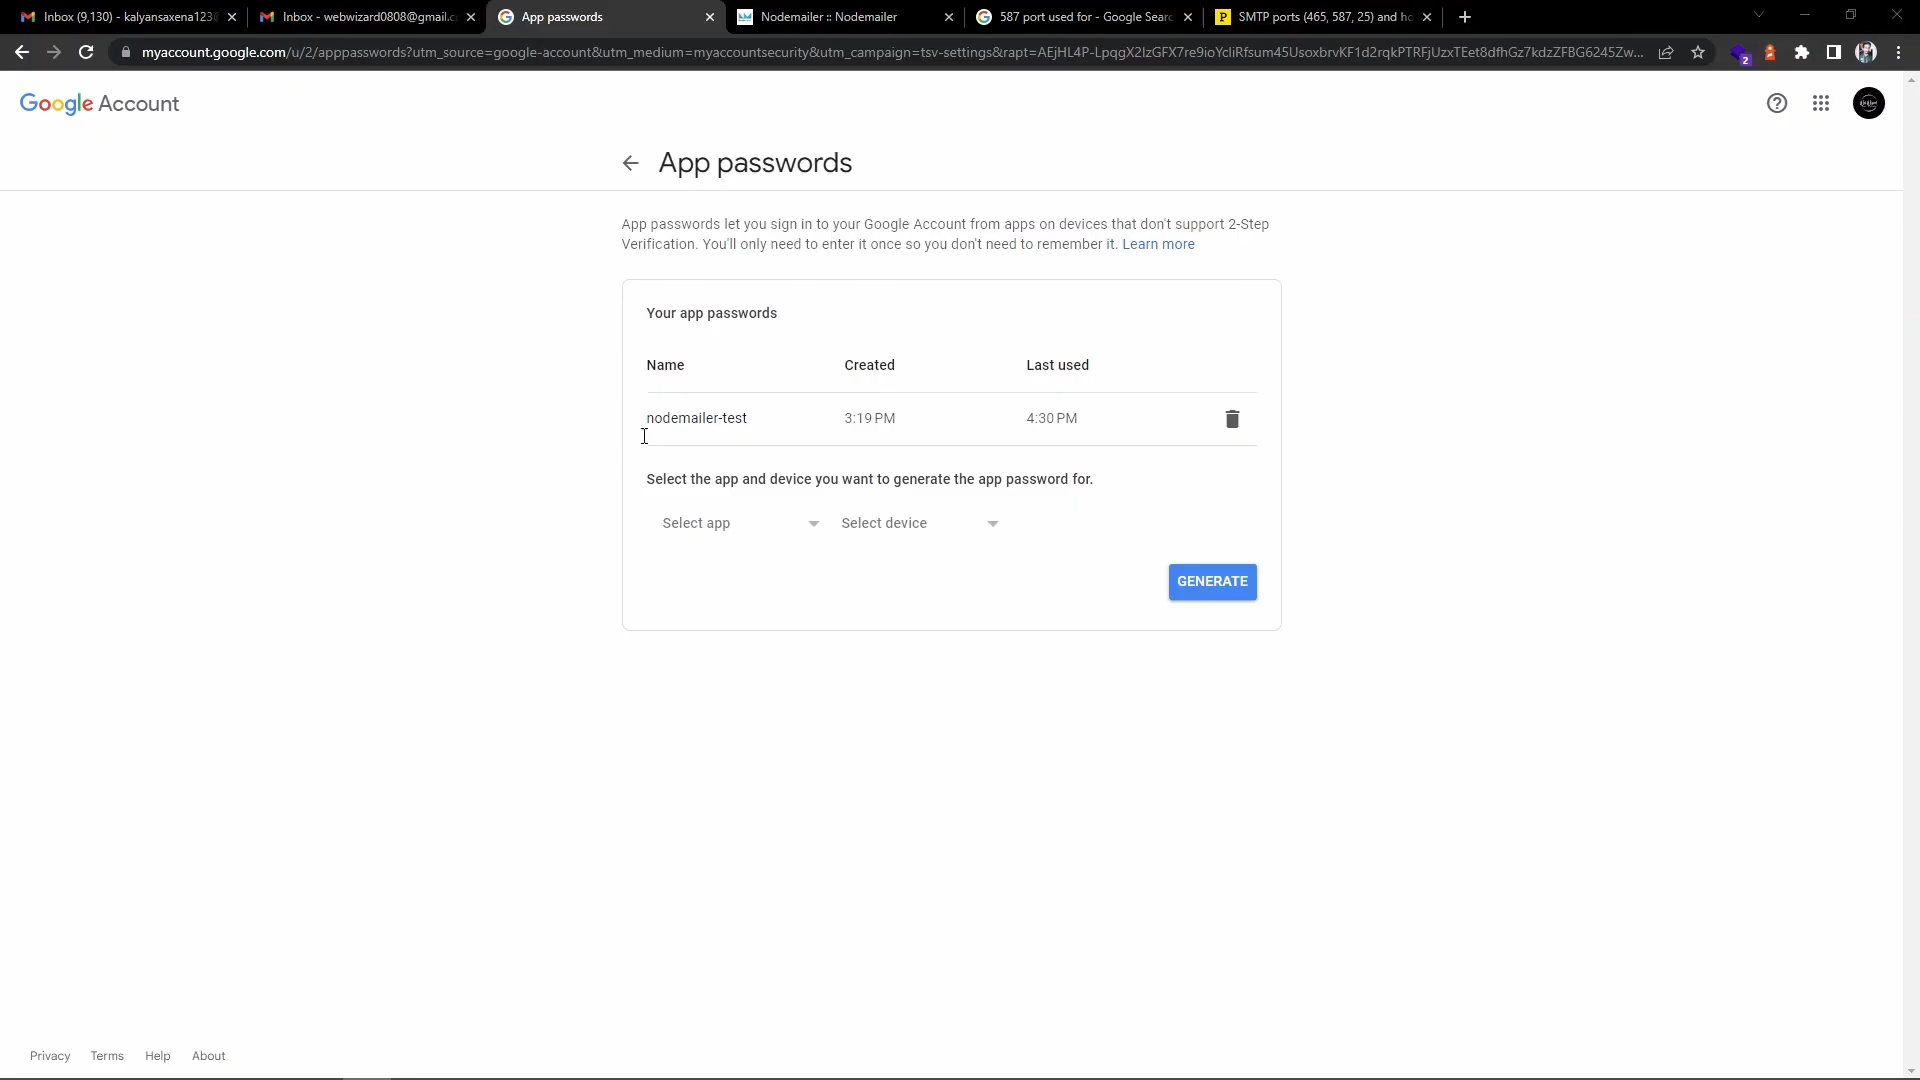 Inbox (9,130) - kalyansaxena123
Inbox - webwizard0808@gmail.c
App passwords
Nodemailer :: Nodemailer
587 port used for - Google Searc
SMTP ports (465, 587, 25) and ho
myaccount.google.com/u/2/apppasswords?utm_source=google-account&utm_medium=myaccountsecurity&utm_campaign=tsv-settings&rapt=AEjHL4P-LpqgX2IzGFX7re9ioYcliRfsum45UsoxbrvKF1d2rqkPTRFjUzxTEet8dfhGz7kdzZFBG6245Zw...
2
Google Account
App passwords
App passwords let you sign in to your Google Account from apps on devices that don't support 2-Step
Verification. You'll only need to enter it once so you don't need to remember it. Learn more
Your app passwords
Name Created Last used
nodemailer-test 3:19 PM 4:30 PM
Select the app and device you want to generate the app password for.
Select app Select device
GENERATE
Privacy Terms Help About